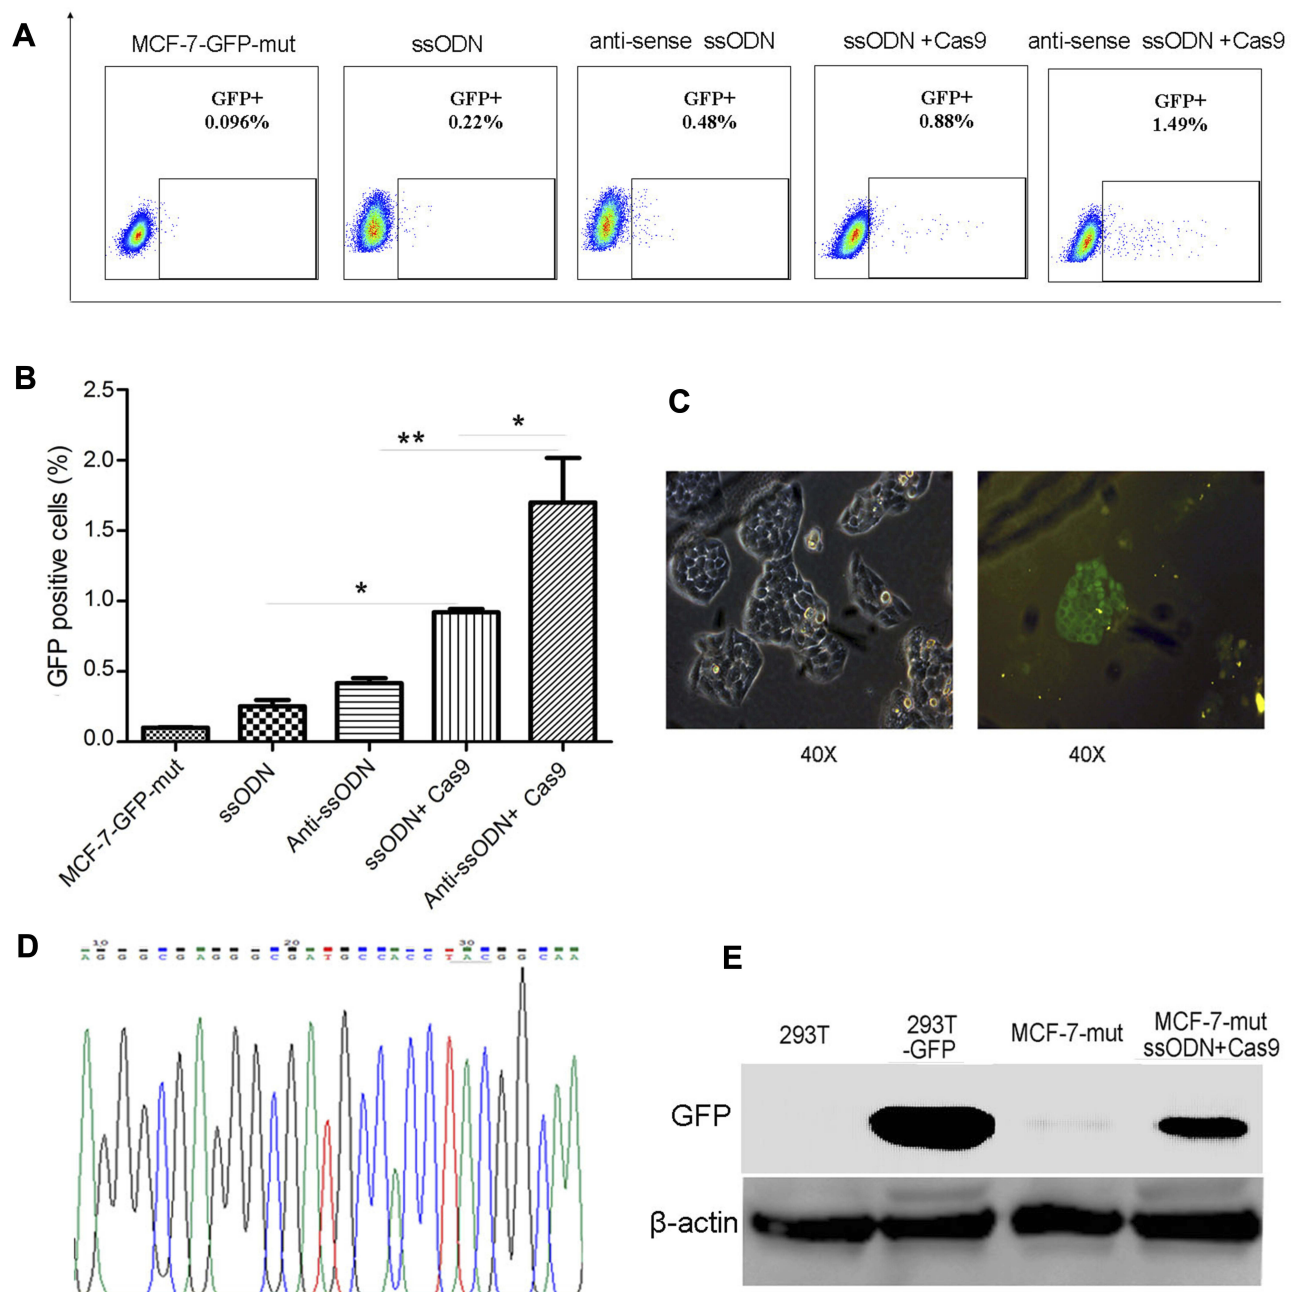 A
MCF-7-GFP-mut
ssODN
anti-sense ssODN
ssODN +Cas9
anti-sense ssODN +Cas9
GFP+
0.096%
GFP+
0.22%
GFP+
0.48%
GFP+
0.88%
GFP+
1.49%
B
GFP positive cells (%)
2.5
2.0
1.5
1.0
0.5
0.0
*
**
*
MCF-7-GFP-mut
ssODN
Anti-ssODN
ssODN+ Cas9
Anti-ssODN+ Cas9
C
40X
40X
D
10 20 30
A G G G C G A G G G C G A T G C C A C C T A C G G C A A
E
293T
293T
-GFP
MCF-7-mut
MCF-7-mut
ssODN+Cas9
GFP
β-actin